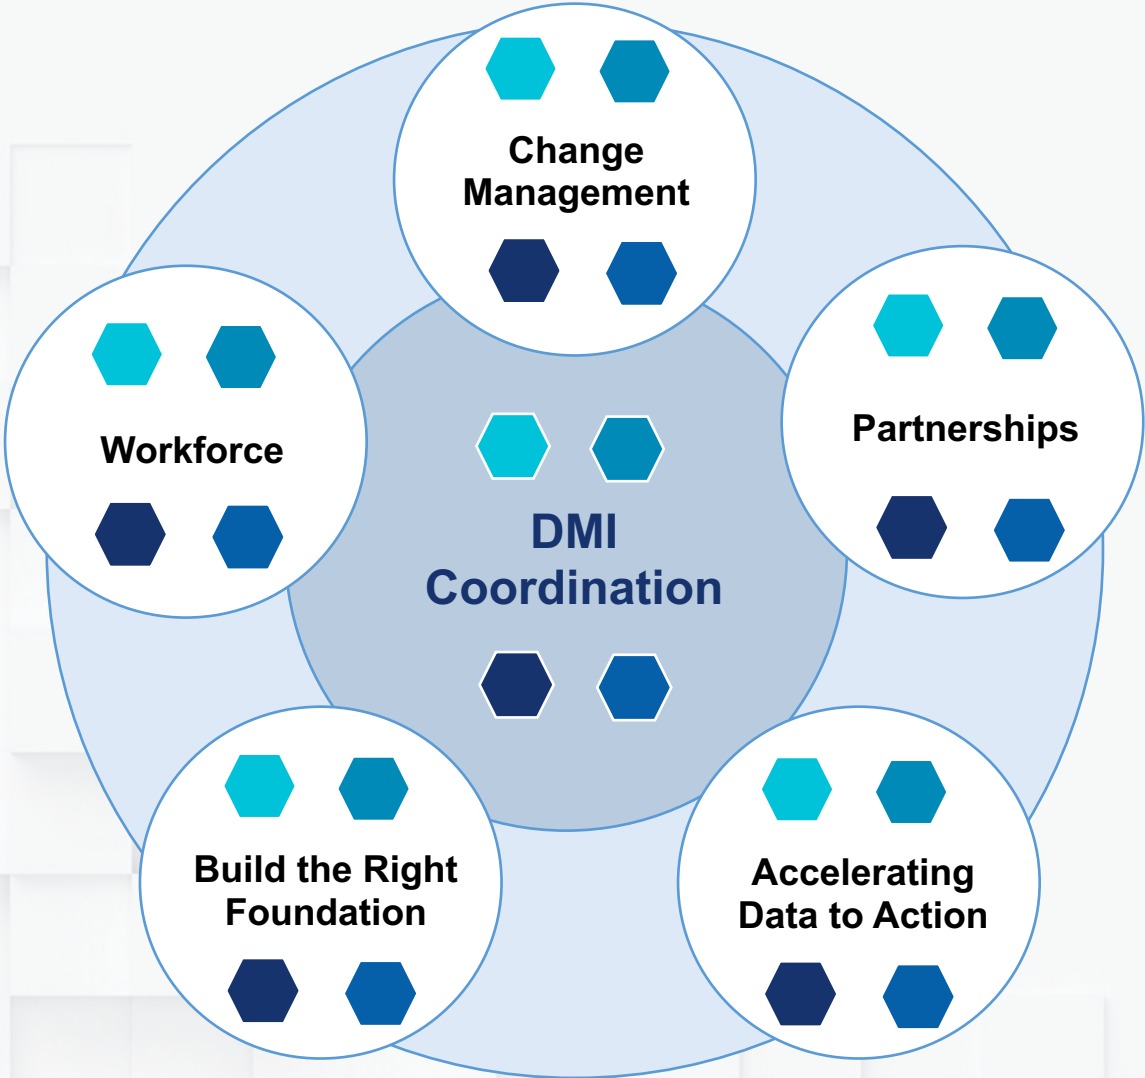 Change
Management
Partnerships
Workforce
DMI
Coordination
Build the Right
Foundation
Accelerating
Data to Action